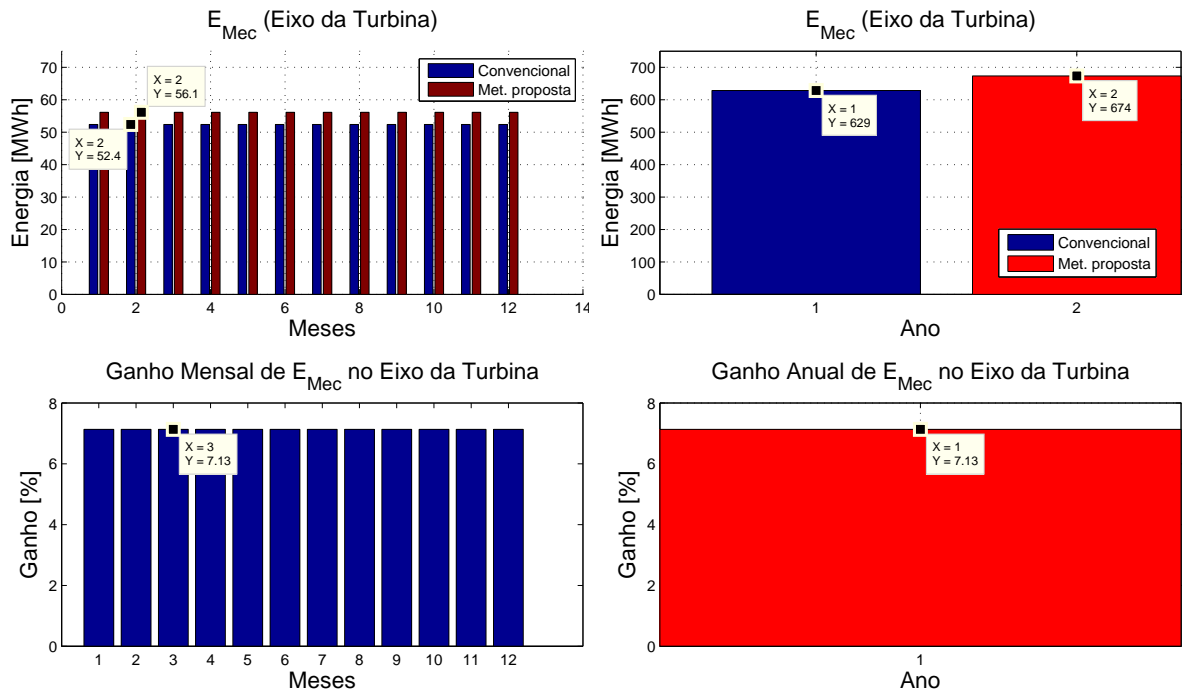 E_Mec (Eixo da Turbina)
Energia [MWh]
70
60
50
40
30
20
10
0
X = 2
Y = 56.1
X = 2
Y = 52.4
Convencional
Met. proposta
0 2 4 6 8 10 12 14
Meses
E_Mec (Eixo da Turbina)
Energia [MWh]
700
600
500
400
300
200
100
0
X = 1
Y = 629
X = 2
Y = 674
Convencional
Met. proposta
1 2
Ano
Ganho Mensal de E_Mec no Eixo da Turbina
Ganho [%]
8
6
4
2
0
X = 3
Y = 7.13
1 2 3 4 5 6 7 8 9 10 11 12
Meses
Ganho Anual de E_Mec no Eixo da Turbina
Ganho [%]
8
6
4
2
0
X = 1
Y = 7.13
1
Ano